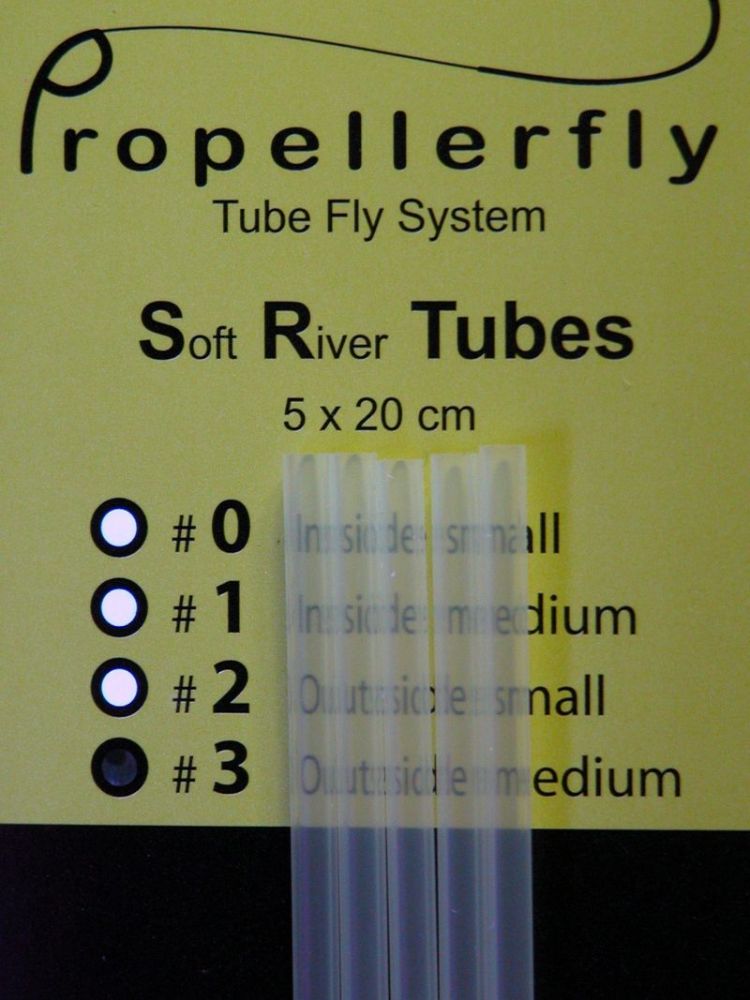 Propellerfly
Tube Fly System
Soft River Tubes
5 x 20 cm
# 0 Inside small
# 1 Inside medium
# 2 Outside small
# 3 Outside medium